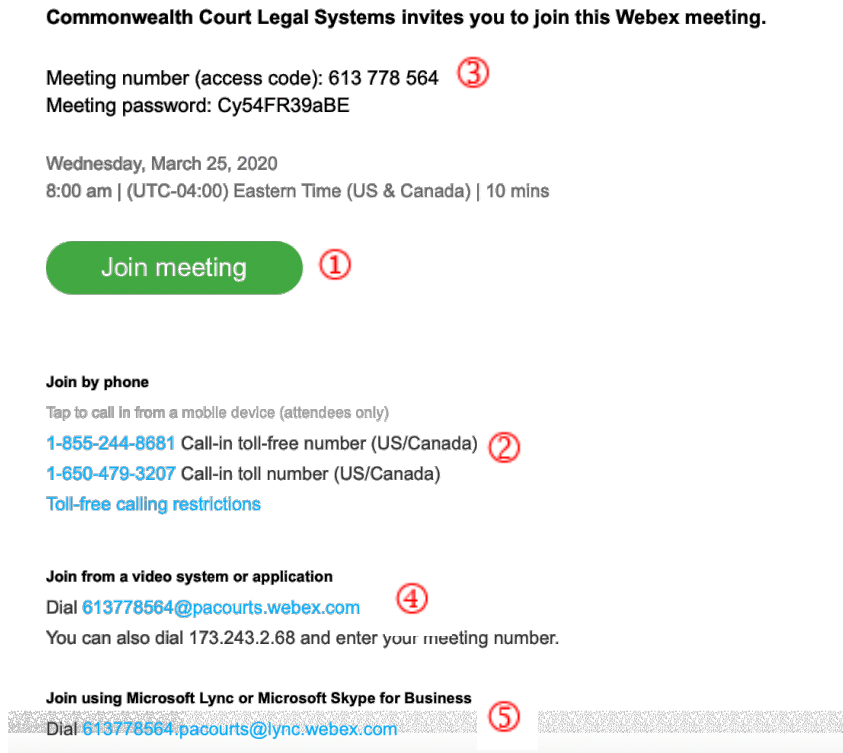 Commonwealth Court Legal Systems invites you to join this Webex meeting.
Meeting number (access code): 613 778 564 ③
Meeting password: Cy54FR39aBE
Wednesday, March 25, 2020
8:00 am | (UTC-04:00) Eastern Time (US & Canada) | 10 mins
Join meeting ①
Join by phone
Tap to call in from a mobile device (attendees only)
1-855-244-8681 Call-in toll-free number (US/Canada) ②
1-650-479-3207 Call-in toll number (US/Canada)
Toll-free calling restrictions
Join from a video system or application
Dial 613778564@pacourts.webex.com ④
You can also dial 173.243.2.68 and enter your meeting number.
Join using Microsoft Lync or Microsoft Skype for Business
Dial 613778564.pacourts@lync.webex.com ⑤